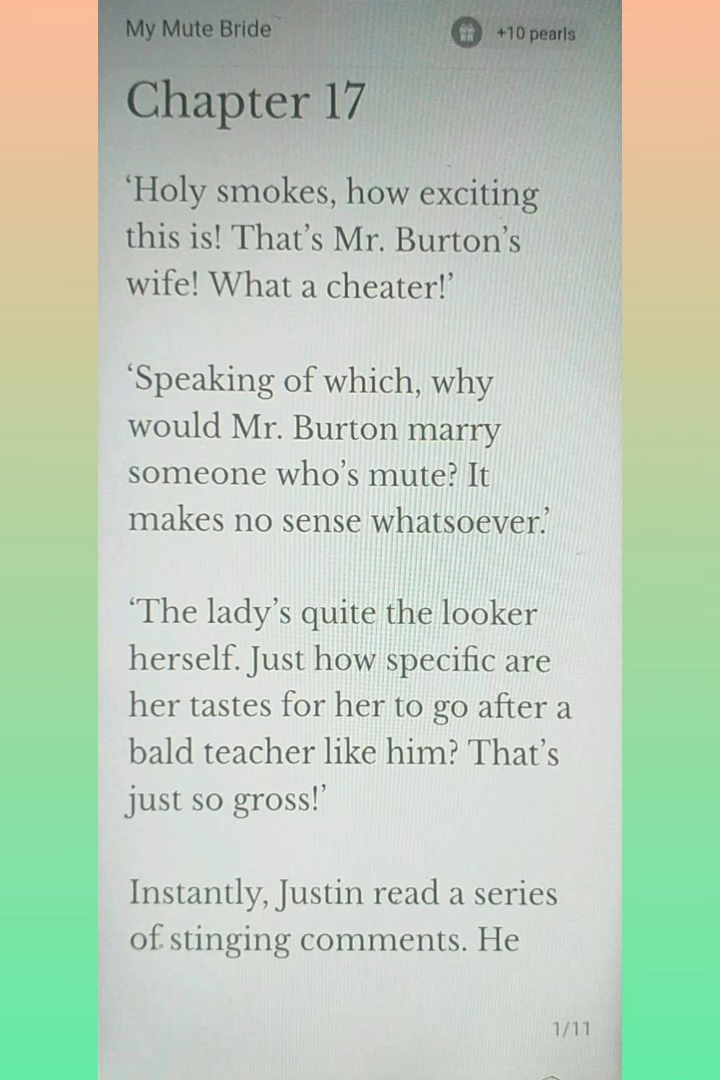 My Mute Bride
+10 pearls
Chapter 17
‘Holy smokes, how exciting
this is! That’s Mr. Burton’s
wife! What a cheater!’
‘Speaking of which, why
would Mr. Burton marry
someone who’s mute? It
makes no sense whatsoever.’
‘The lady’s quite the looker
herself. Just how specific are
her tastes for her to go after a
bald teacher like him? That’s
just so gross!’
Instantly, Justin read a series
of stinging comments. He
1/11